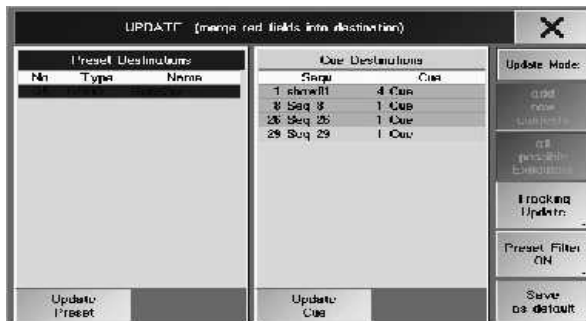 UPDATE (merge red fields into destination)
Preset Destinations
No Type Name
Cue Destinations
Sequ Cue
1 show01 4 Cue
8 Seq 8 1 Cue
26 Seq 26 1 Cue
29 Seq 29 1 Cue
Update Mode:
add
new
all
possible
Tracking
Update
Preset Filter
ON
Save
as default
Update
Preset
Update
Cue